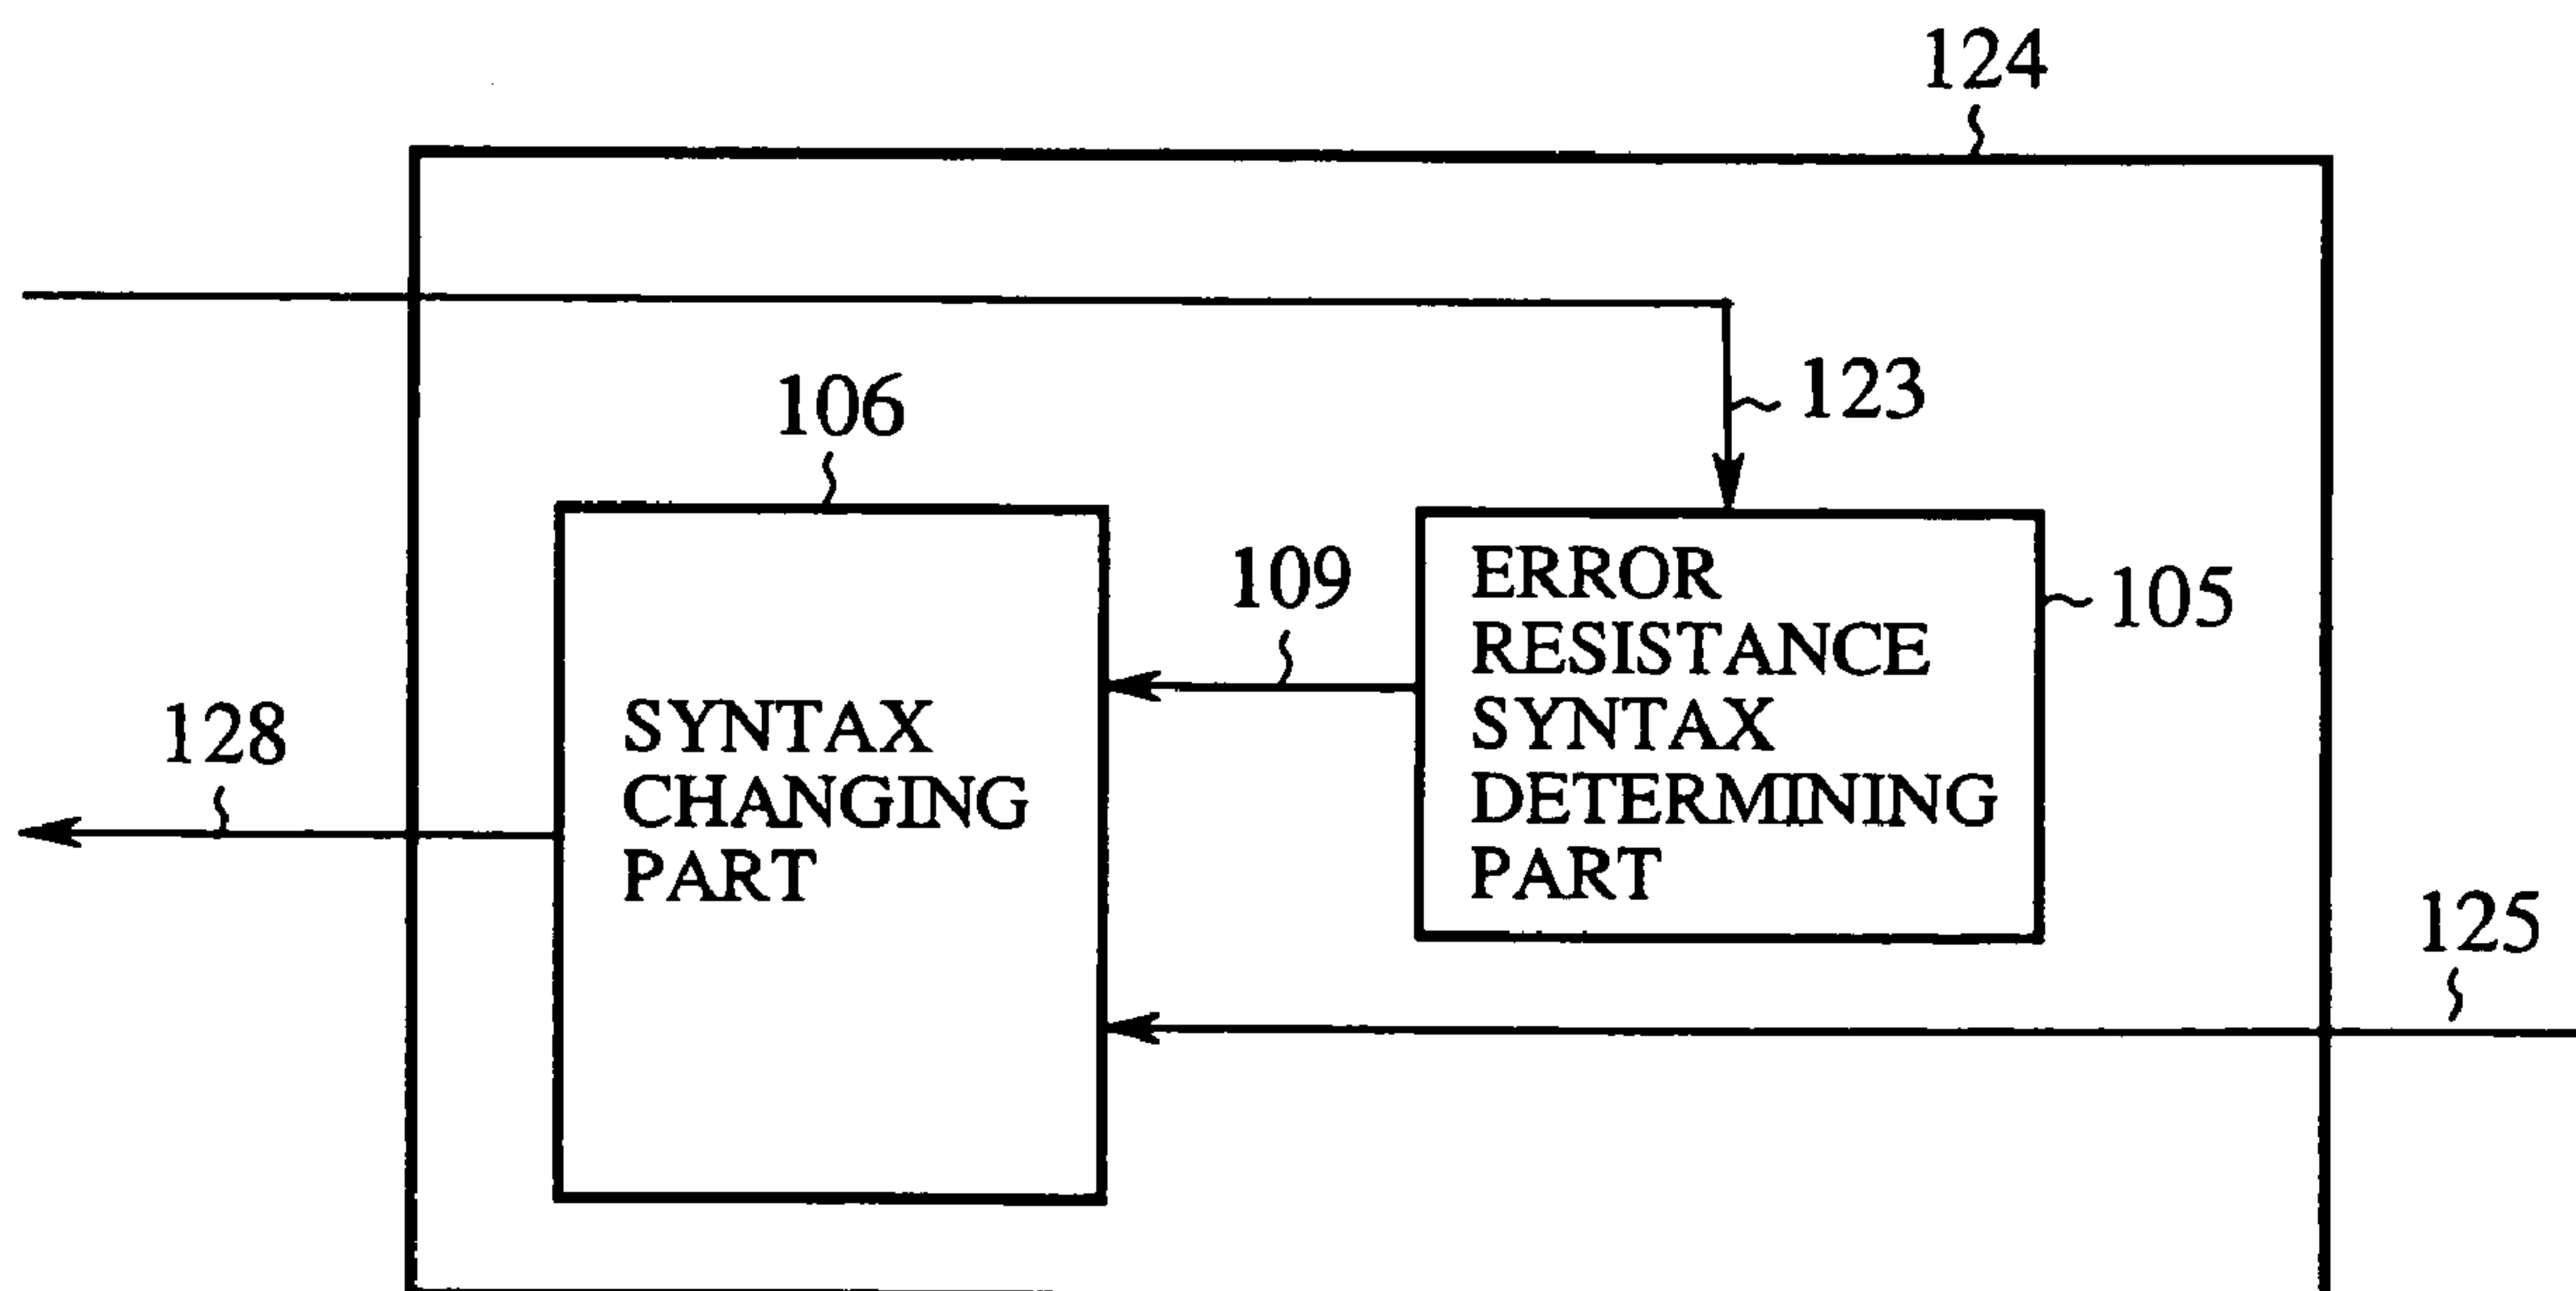 124
123
106
109
ERROR
RESISTANCE
SYNTAX
DETERMINING
PART
105
SYNTAX
CHANGING
PART
128
125